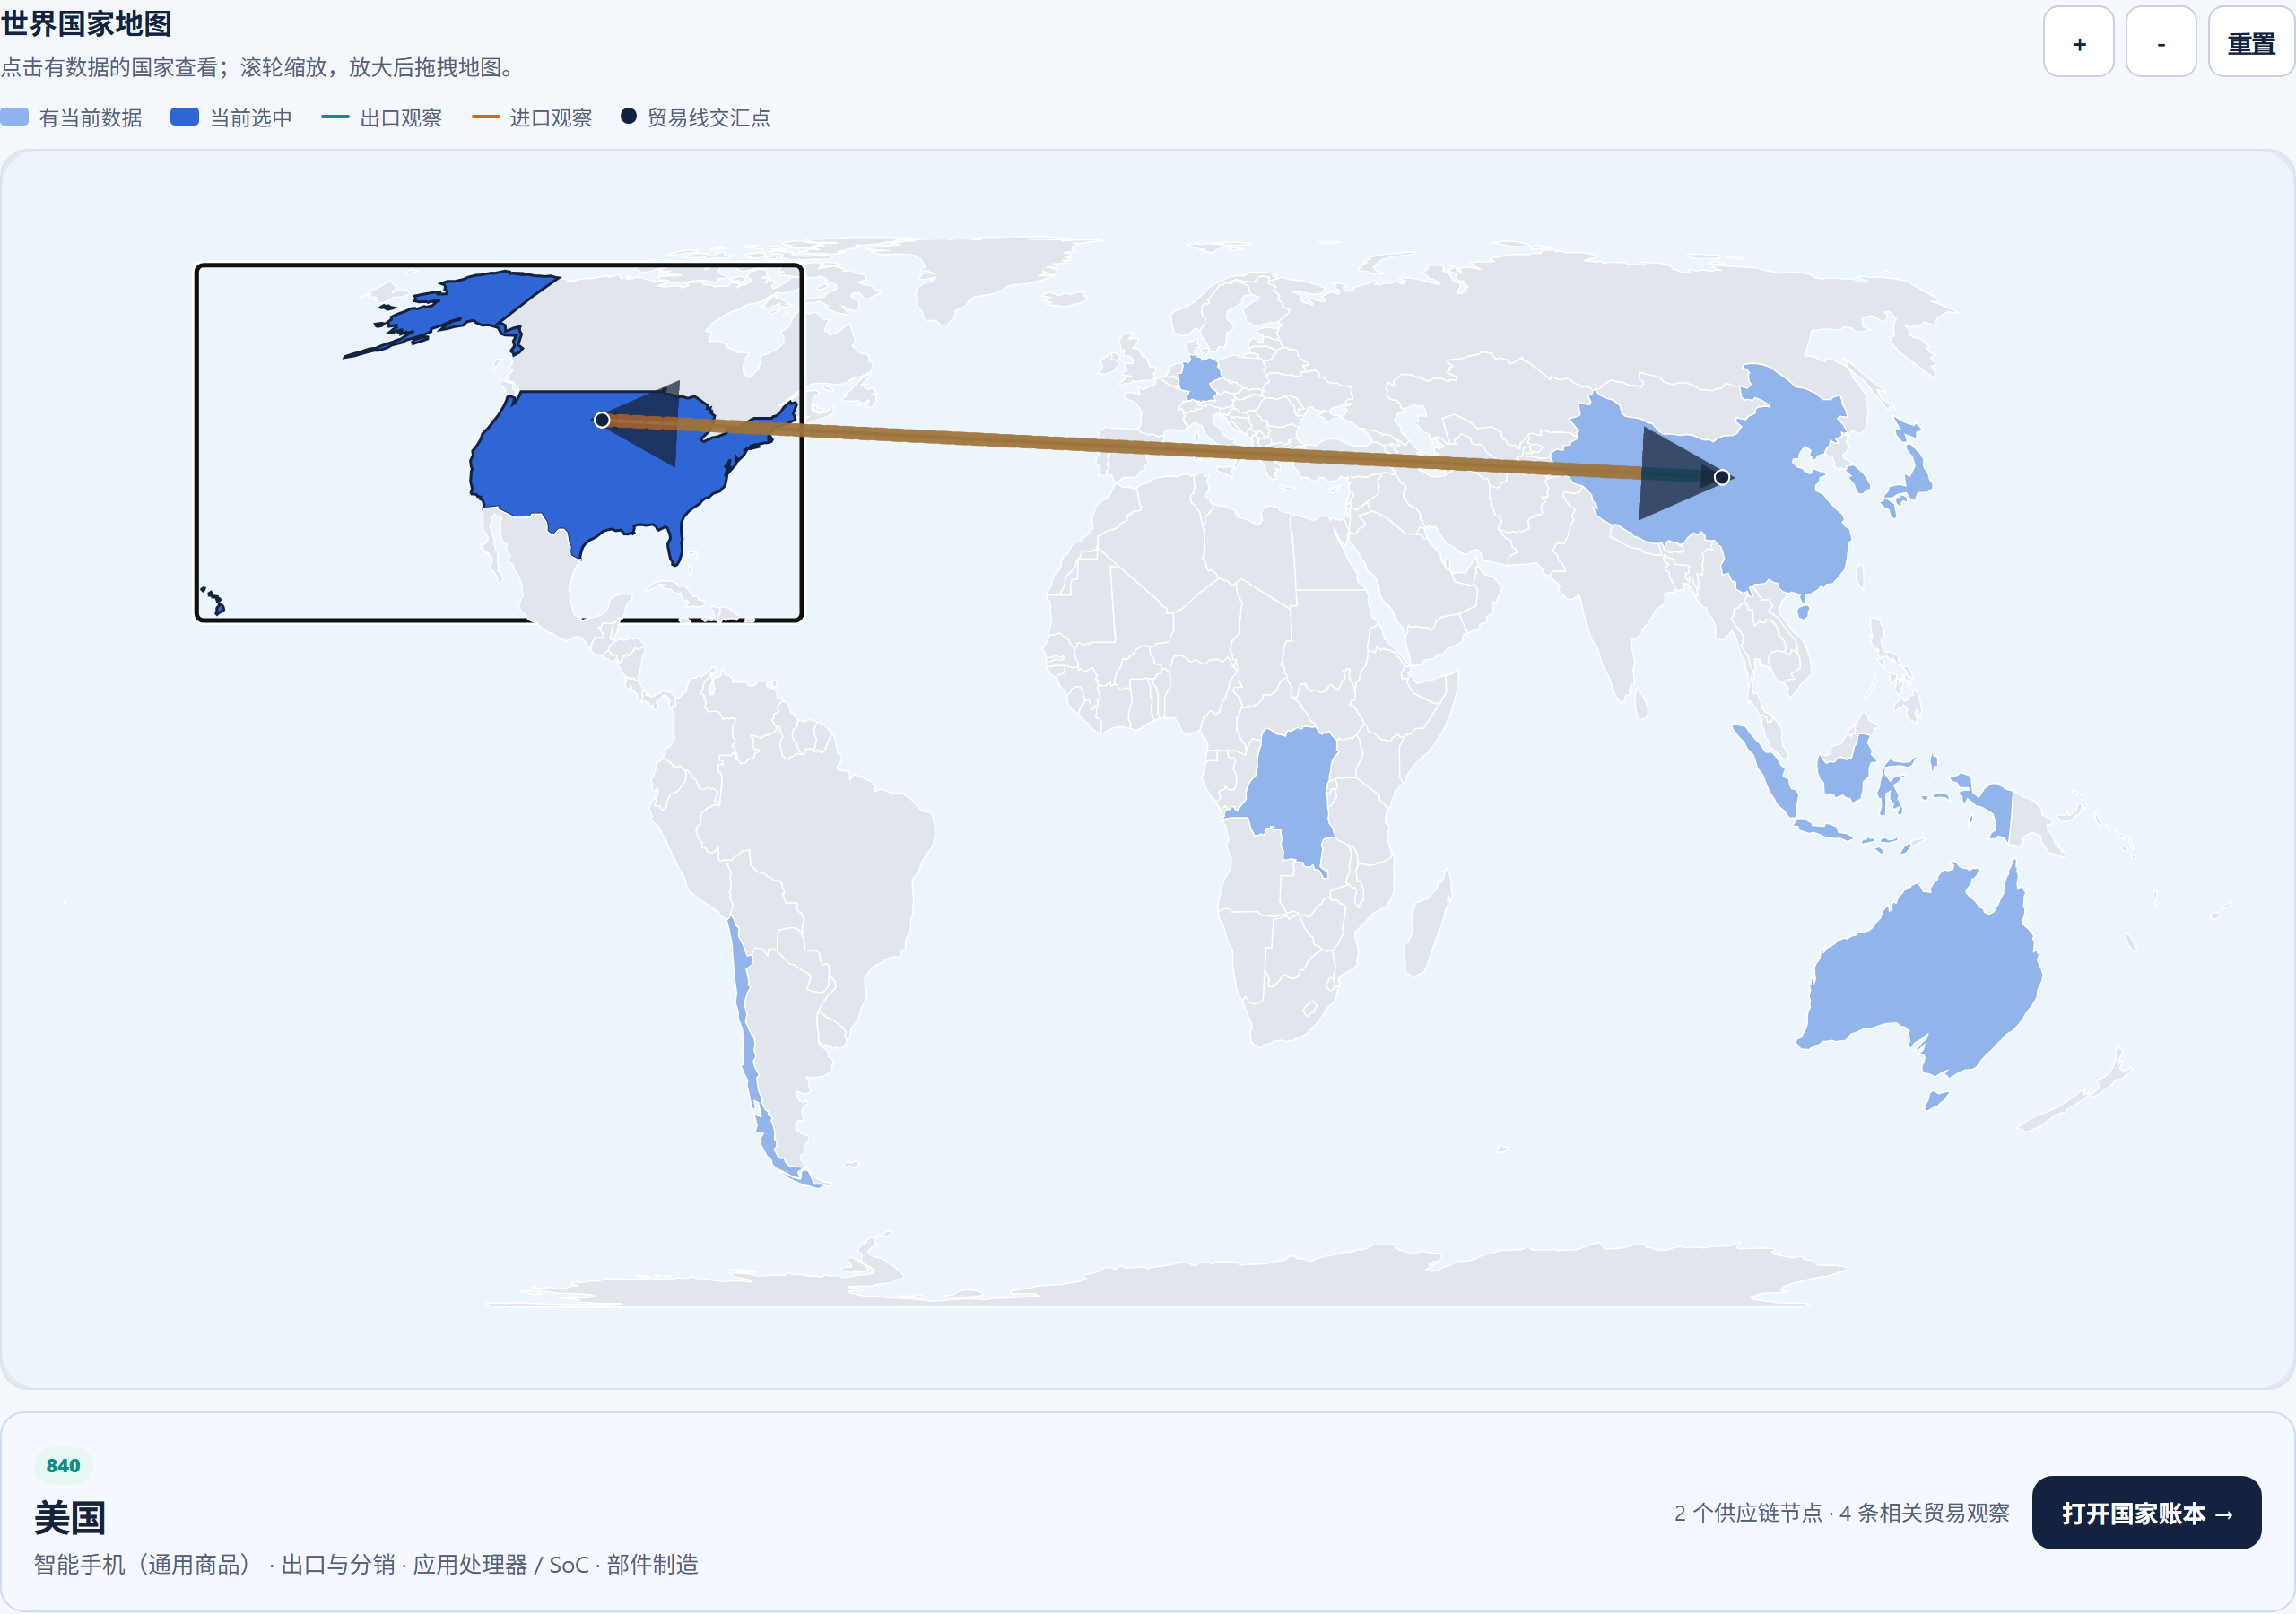 世界国家地图
点击有数据的国家查看；滚轮缩放，放大后拖拽地图。
+ - 重置
有当前数据 当前选中 出口观察 进口观察 贸易线交汇点
840
美国
智能手机（通用商品） · 出口与分销 · 应用处理器 / SoC · 部件制造
2 个供应链节点 · 4 条相关贸易观察
打开国家账本 →